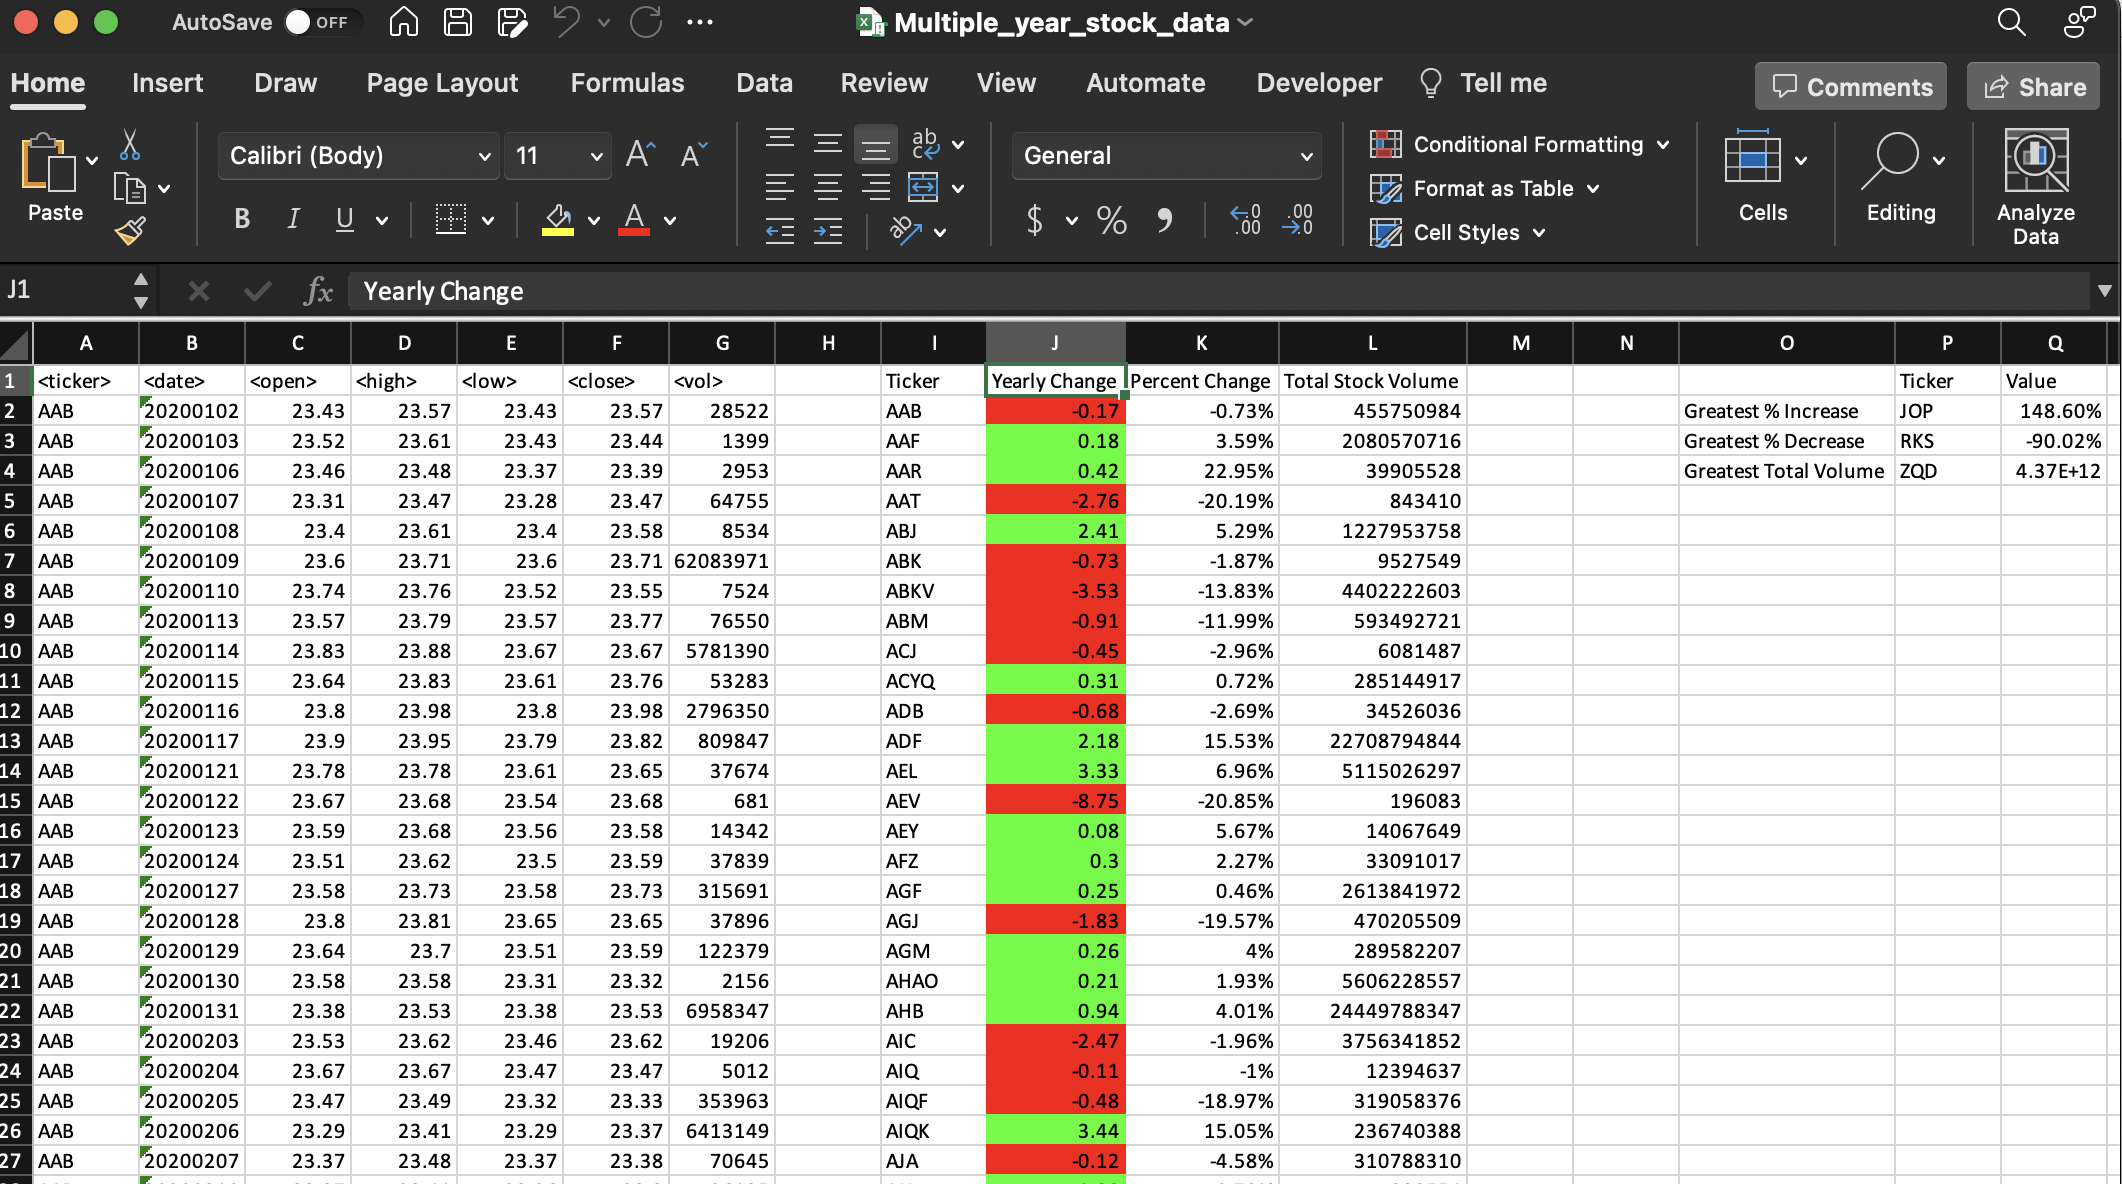 AutoSave OFF Multiple_year_stock_data
Home Insert Draw Page Layout Formulas Data Review View Automate Developer Tell me Comments Share
Paste Calibri (Body) 11 A A ab c General Conditional Formatting
B I U A ab $ % , .0 .00 .00 .0 Format as Table
Cell Styles Cells Editing Analyze Data
J1 fx Yearly Change
A B C D E F G H I J K L M N O P Q
1 <ticker> <date> <open> <high> <low> <close> <vol> Ticker Yearly Change Percent Change Total Stock Volume Ticker Value
2 AAB 20200102 23.43 23.57 23.43 23.57 28522 AAB -0.17 -0.73% 455750984 Greatest % Increase JOP 148.60%
3 AAB 20200103 23.52 23.61 23.43 23.44 1399 AAF 0.18 3.59% 2080570716 Greatest % Decrease RKS -90.02%
4 AAB 20200106 23.46 23.48 23.37 23.39 2953 AAR 0.42 22.95% 39905528 Greatest Total Volume ZQD 4.37E+12
5 AAB 20200107 23.31 23.47 23.28 23.47 64755 AAT -2.76 -20.19% 843410
6 AAB 20200108 23.4 23.61 23.4 23.58 8534 ABJ 2.41 5.29% 1227953758
7 AAB 20200109 23.6 23.71 23.6 23.71 62083971 ABK -0.73 -1.87% 9527549
8 AAB 20200110 23.74 23.76 23.52 23.55 7524 ABKV -3.53 -13.83% 4402222603
9 AAB 20200113 23.57 23.79 23.57 23.77 76550 ABM -0.91 -11.99% 593492721
10 AAB 20200114 23.83 23.88 23.67 23.67 5781390 ACJ -0.45 -2.96% 6081487
11 AAB 20200115 23.64 23.83 23.61 23.76 53283 ACYQ 0.31 0.72% 285144917
12 AAB 20200116 23.8 23.98 23.8 23.98 2796350 ADB -0.68 -2.69% 34526036
13 AAB 20200117 23.9 23.95 23.79 23.82 809847 ADF 2.18 15.53% 22708794844
14 AAB 20200121 23.78 23.78 23.61 23.65 37674 AEL 3.33 6.96% 5115026297
15 AAB 20200122 23.67 23.68 23.54 23.68 681 AEV -8.75 -20.85% 196083
16 AAB 20200123 23.59 23.68 23.56 23.58 14342 AEY 0.08 5.67% 14067649
17 AAB 20200124 23.51 23.62 23.5 23.59 37839 AFZ 0.3 2.27% 33091017
18 AAB 20200127 23.58 23.73 23.58 23.73 315691 AGF 0.25 0.46% 2613841972
19 AAB 20200128 23.8 23.81 23.65 23.65 37896 AGJ -1.83 -19.57% 470205509
20 AAB 20200129 23.64 23.7 23.51 23.59 122379 AGM 0.26 4% 289582207
21 AAB 20200130 23.58 23.58 23.31 23.32 2156 AHAO 0.21 1.93% 5606228557
22 AAB 20200131 23.38 23.53 23.38 23.53 6958347 AHB 0.94 4.01% 24449788347
23 AAB 20200203 23.53 23.62 23.46 23.62 19206 AIC -2.47 -1.96% 3756341852
24 AAB 20200204 23.67 23.67 23.47 23.47 5012 AIQ -0.11 -1% 12394637
25 AAB 20200205 23.47 23.49 23.32 23.33 353963 AIQF -0.48 -18.97% 319058376
26 AAB 20200206 23.29 23.41 23.29 23.37 6413149 AIQK 3.44 15.05% 236740388
27 AAB 20200207 23.37 23.48 23.37 23.38 70645 AJA -0.12 -4.58% 310788310